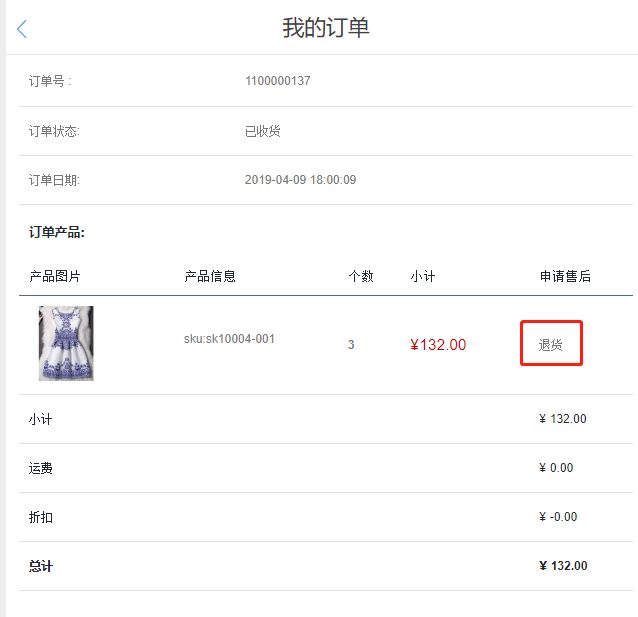 我的订单
订单号 : 1100000137
订单状态: 已收货
订单日期: 2019-04-09 18:00:09
订单产品:
产品图片 产品信息 个数 小计 申请售后
sku:sk10004-001 3 ¥132.00 退货
小计 ¥ 132.00
运费 ¥ 0.00
折扣 ¥ -0.00
总计 ¥ 132.00